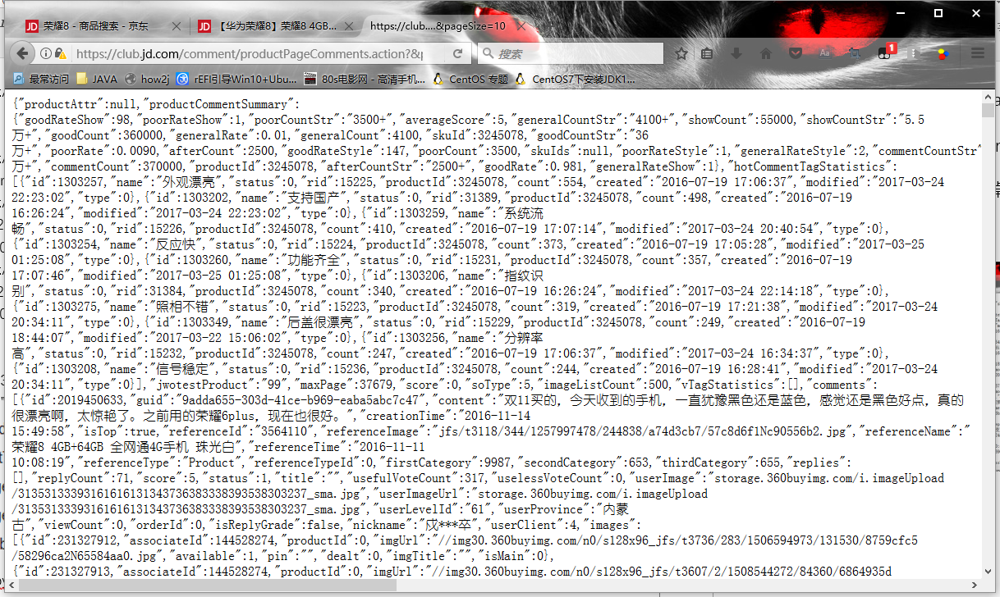 荣耀8 - 商品搜索 - 京东
【华为荣耀8】荣耀8 4GB...
https://club....&pageSize=10
https://club.jd.com/comment/productPageComments.action?&p
搜索
1
最常访问 JAVA how2j rEFI引导Win10+Ubu... 80s电影网 - 高清手机... CentOS 专题 CentOS7下安装JDK1...
{"productAttr":null,"productCommentSummary":
{"goodRateShow":98,"poorRateShow":1,"poorCountStr":"3500+","averageScore":5,"generalCountStr":"4100+","showCount":55000,"showCountStr":"5.5
万+","goodCount":360000,"generalRate":0.01,"generalCount":4100,"skuId":3245078,"goodCountStr":"36
万+","poorRate":0.0090,"afterCount":2500,"goodRateStyle":147,"poorCount":3500,"skuIds":null,"poorRateStyle":1,"generalRateStyle":2,"commentCountStr"
万+","commentCount":370000,"productId":3245078,"afterCountStr":"2500+","goodRate":0.981,"generalRateShow":1},"hotCommentTagStatistics":
[{"id":1303257,"name":"外观漂亮","status":0,"rid":15225,"productId":3245078,"count":554,"created":"2016-07-19 17:06:37","modified":"2017-03-24
22:23:02","type":0},{"id":1303202,"name":"支持国产","status":0,"rid":31389,"productId":3245078,"count":498,"created":"2016-07-19
16:26:24","modified":"2017-03-24 22:23:02","type":0},{"id":1303259,"name":"系统流
畅","status":0,"rid":15226,"productId":3245078,"count":410,"created":"2016-07-19 17:07:14","modified":"2017-03-24 20:40:54","type":0},
{"id":1303254,"name":"反应快","status":0,"rid":15224,"productId":3245078,"count":373,"created":"2016-07-19 17:05:28","modified":"2017-03-25
01:25:08","type":0},{"id":1303260,"name":"功能齐全","status":0,"rid":15231,"productId":3245078,"count":357,"created":"2016-07-19
17:07:46","modified":"2017-03-25 01:25:08","type":0},{"id":1303206,"name":"指纹识
别","status":0,"rid":31384,"productId":3245078,"count":340,"created":"2016-07-19 16:26:24","modified":"2017-03-24 22:14:18","type":0},
{"id":1303275,"name":"照相不错","status":0,"rid":15223,"productId":3245078,"count":319,"created":"2016-07-19 17:21:38","modified":"2017-03-24
20:34:11","type":0},{"id":1303349,"name":"后盖很漂亮","status":0,"rid":15229,"productId":3245078,"count":249,"created":"2016-07-19
18:44:07","modified":"2017-03-22 15:06:02","type":0},{"id":1303256,"name":"分辨率
高","status":0,"rid":15232,"productId":3245078,"count":247,"created":"2016-07-19 17:06:37","modified":"2017-03-24 16:34:37","type":0},
{"id":1303208,"name":"信号稳定","status":0,"rid":15236,"productId":3245078,"count":244,"created":"2016-07-19 16:28:41","modified":"2017-03-24
20:34:11","type":0}],"jwotestProduct":"99","maxPage":37679,"score":0,"soType":5,"imageListCount":500,"vTagStatistics":[],"comments":
[{"id":2019450633,"guid":"9adda655-303d-41ce-b969-eaba5abc7c47","content":"双11买的，今天收到的手机，一直犹豫黑色还是蓝色，感觉还是黑色好点，真的
很漂亮啊，太惊艳了。之前用的荣耀6plus，现在也很好。","creationTime":"2016-11-14
15:49:58","isTop":true,"referenceId":"3564110","referenceImage":"jfs/t3118/344/1257997478/244838/a74d3cb7/57c8d6f1Nc90556b2.jpg","referenceName":"
荣耀8 4GB+64GB 全网通4G手机 珠光白","referenceTime":"2016-11-11
10:08:19","referenceType":"Product","referenceTypeId":0,"firstCategory":9987,"secondCategory":653,"thirdCategory":655,"replies":
[],"replyCount":71,"score":5,"status":1,"title":"","usefulVoteCount":317,"uselessVoteCount":0,"userImage":"storage.360buyimg.com/i.imageUpload
/31353133393161616131343736383338393538303237_sma.jpg","userImageUrl":"storage.360buyimg.com/i.imageUpload
/31353133393161616131343736383338393538303237_sma.jpg","userLevelId":"61","userProvince":"内蒙
古","viewCount":0,"orderId":0,"isReplyGrade":false,"nickname":"戍***卒","userClient":4,"images":
[{"id":231327912,"associateId":144528274,"productId":0,"imgUrl":"//img30.360buyimg.com/n0/s128x96_jfs/t3736/283/1506594973/131530/8759cfc5
/58296ca2N65584aa0.jpg","available":1,"pin":"","dealt":0,"imgTitle":"","isMain":0},
{"id":231327913,"associateId":144528274,"productId":0,"imgUrl":"//img30.360buyimg.com/n0/s128x96_jfs/t3607/2/1508544272/84360/6864935d